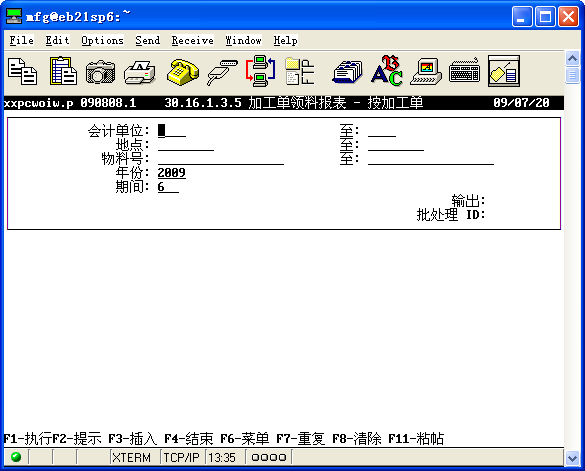 mfg@eb21sp6:~
File Edit Options Send Receive Window Help
xxpcwoiw.p 090808.1 30.16.1.3.5 加工单领料报表 - 按加工单 09/07/20
会计单位: 至:
地点: 至:
物料号: 至:
年份: 2009
期间: 6
输出:
批处理 ID:
F1-执行F2-提示 F3-插入 F4-结束 F6-菜单 F7-重复 F8-清除 F11-粘帖
XTERM TCP/IP 13:35